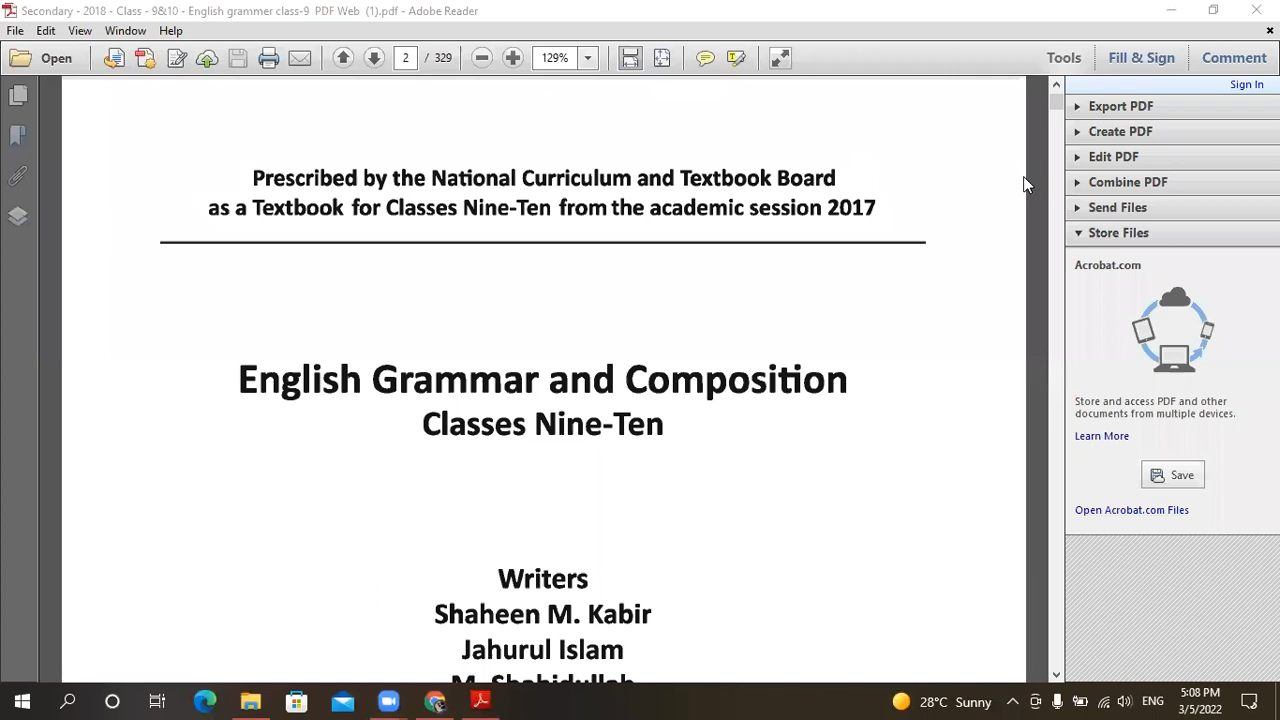 Secondary - 2018 - Class - 9&10 - English grammer class-9 PDF Web (1).pdf - Adobe Reader
File Edit View Window Help
Open 2 / 329 129% Tools Fill & Sign Comment
Sign In
Export PDF
Create PDF
Edit PDF
Combine PDF
Send Files
Store Files
Acrobat.com
Store and access PDF and other
documents from multiple devices.
Learn More
Save
Open Acrobat.com Files
Prescribed by the National Curriculum and Textbook Board
as a Textbook for Classes Nine-Ten from the academic session 2017
English Grammar and Composition
Classes Nine-Ten
Writers
Shaheen M. Kabir
Jahurul Islam
M. Shahidullah
28°C Sunny ENG 5:08 PM
3/5/2022